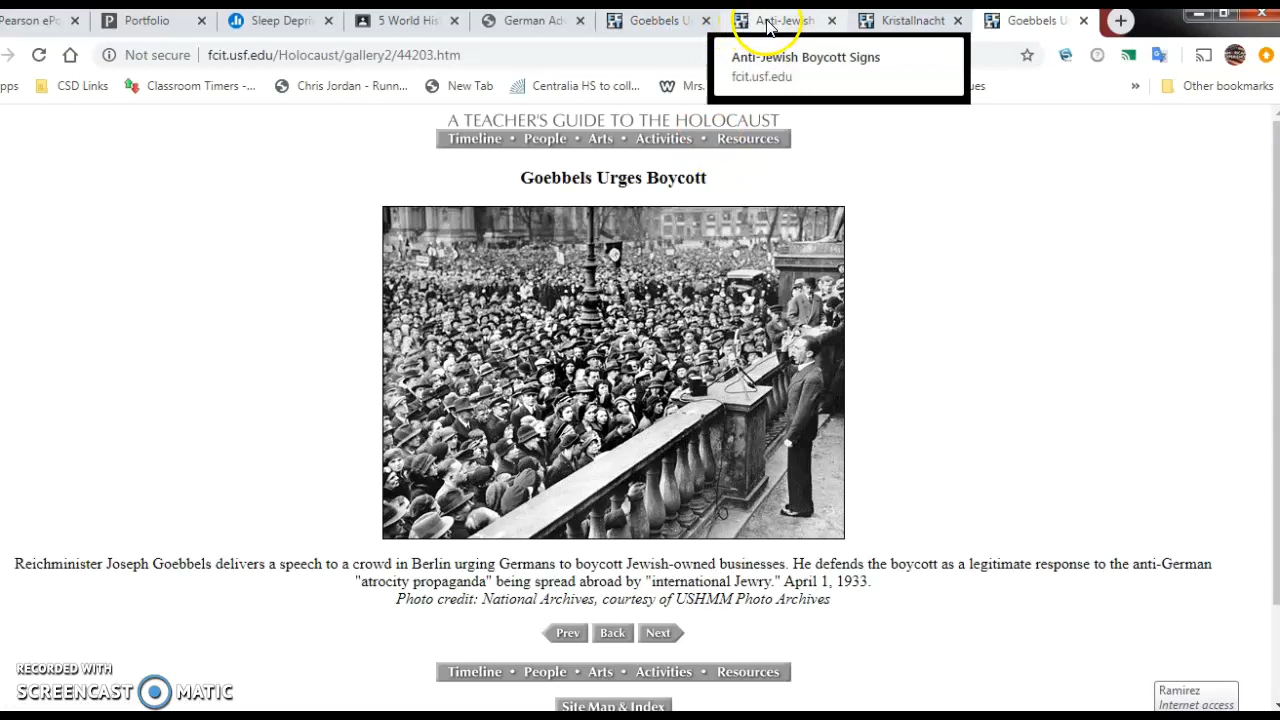 Pearson ePo
Portfolio
Sleep Depri
5 World His
German Ac
Goebbels U
Anti-Jewish
Kristallnacht
Goebbels U
Not secure
fcit.usf.edu/Holocaust/gallery2/44203.htm
Anti-Jewish Boycott Signs
fcit.usf.edu
pps
CSD Links
Classroom Timers -...
Chris Jordan - Runn...
New Tab
Centralia HS to coll...
Mrs.
ues
»
Other bookmarks
A TEACHER'S GUIDE TO THE HOLOCAUST
Timeline • People • Arts • Activities • Resources
Goebbels Urges Boycott
Reichminister Joseph Goebbels delivers a speech to a crowd in Berlin urging Germans to boycott Jewish-owned businesses. He defends the boycott as a legitimate response to the anti-German
"atrocity propaganda" being spread abroad by "international Jewry." April 1, 1933.
Photo credit: National Archives, courtesy of USHMM Photo Archives
Prev Back Next
Timeline • People • Arts • Activities • Resources
Site Map & Index
RECORDED WITH
SCREENCAST MATIC
Ramirez
Internet access